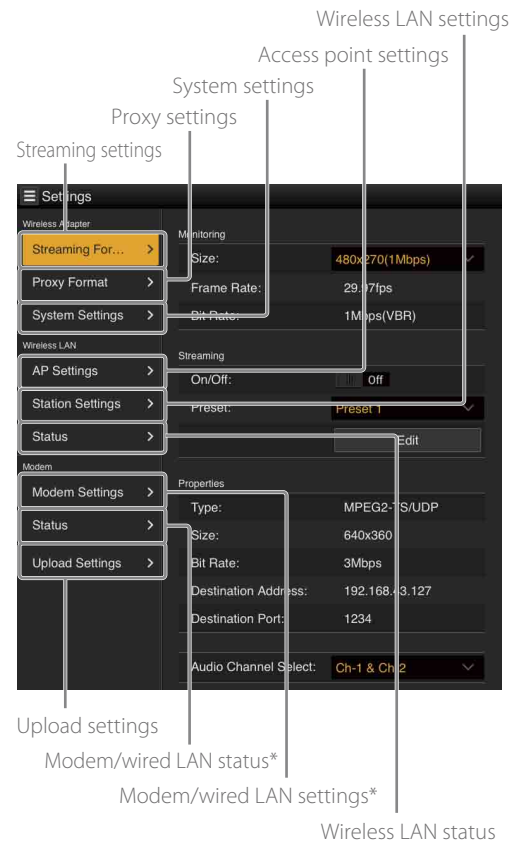 Wireless LAN settings
Access point settings
System settings
Proxy settings
Streaming settings
Settings
Wireless Adapter
Streaming For...
Proxy Format
System Settings
Wireless LAN
AP Settings
Station Settings
Status
Modem
Modem Settings
Status
Upload Settings
Monitoring
Size: 480x270(1Mbps)
Frame Rate: 29.97fps
Bit Rate: 1Mbps(VBR)
Streaming
On/Off: Off
Preset: Preset 1
Edit
Properties
Type: MPEG2-TS/UDP
Size: 640x360
Bit Rate: 3Mbps
Destination Address: 192.168.43.127
Destination Port: 1234
Audio Channel Select: Ch-1 & Ch-2
Upload settings
Modem/wired LAN status*
Modem/wired LAN settings*
Wireless LAN status